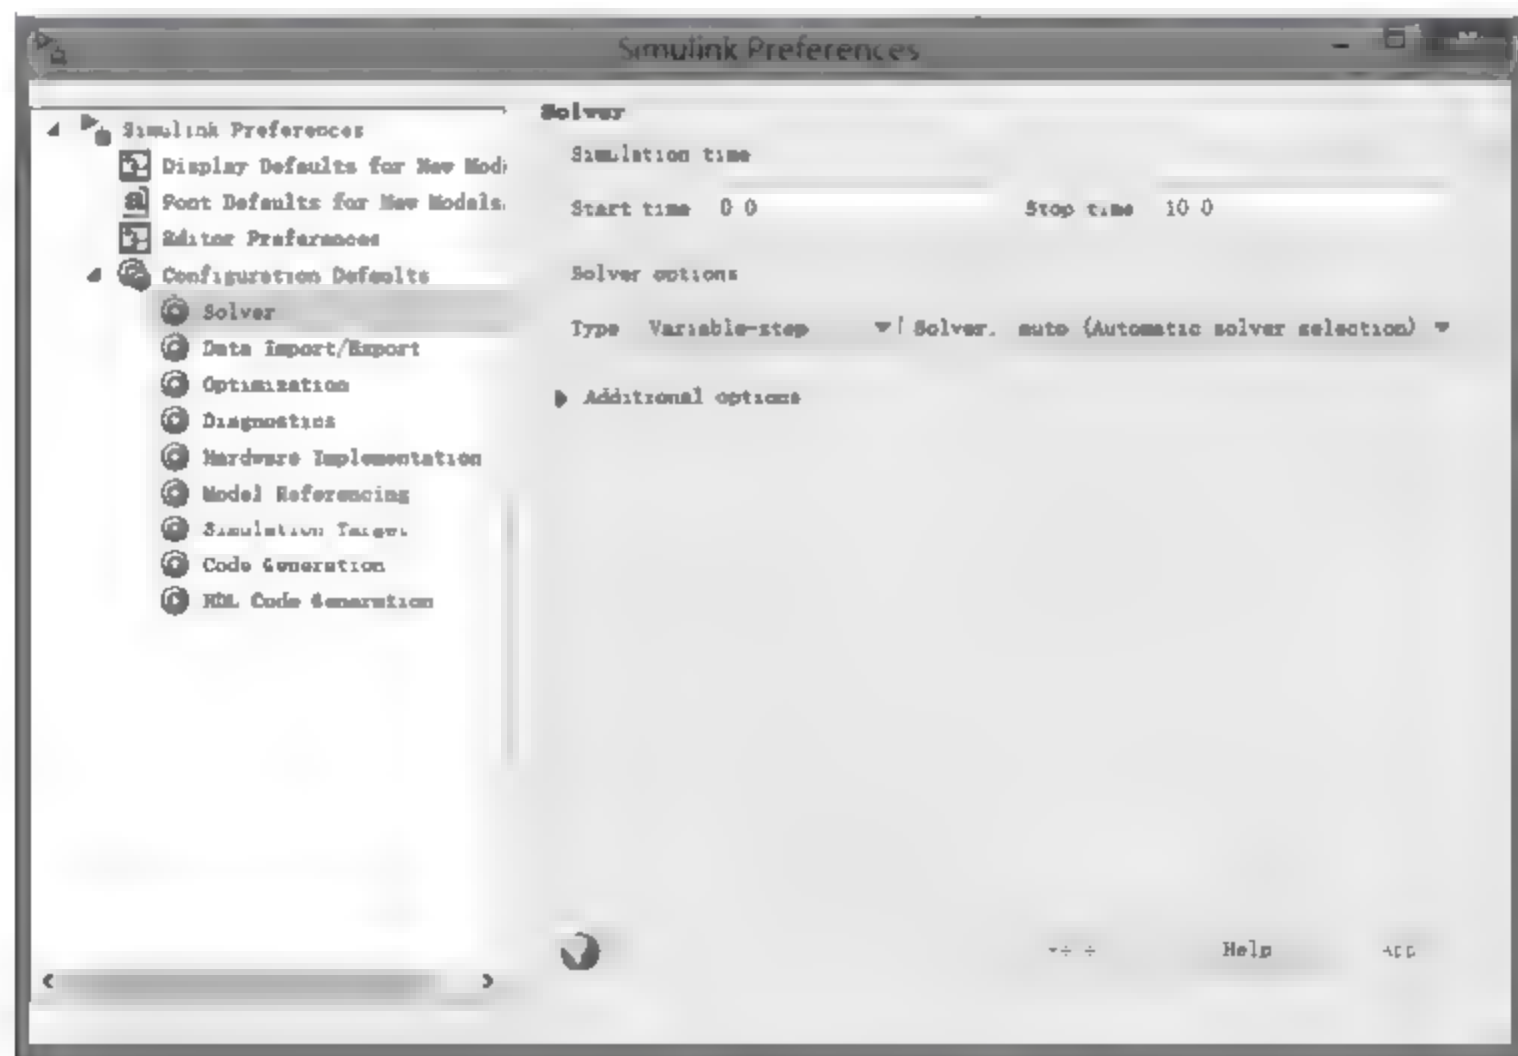 Simulink Preferences
Simulink Preferences
Display Defaults for New Mod
Font Defaults for New Models
Editor Preferences
Configuration Defaults
Solver
Data Import/Export
Optimization
Diagnostics
Hardware Implementation
Model Referencing
Simulation Target
Code Generation
HDL Code Generation
Solver
Simulation time
Start time 0.0 Stop time 10.0
Solver options
Type Variable-step Solver: auto (Automatic solver selection)
Additional options
Help